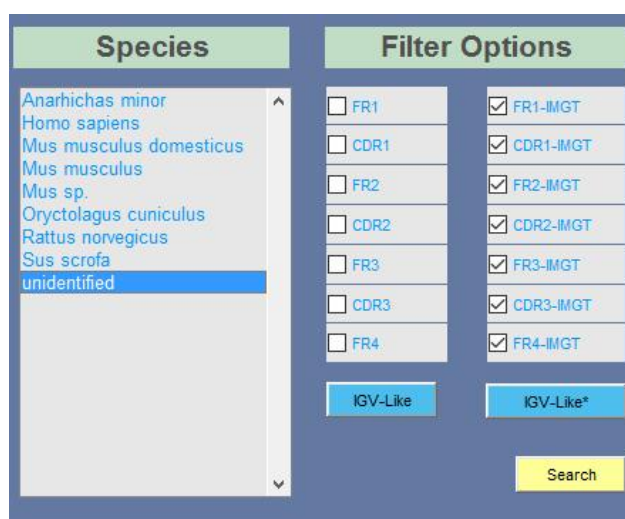 Species
Filter Options
Anarhichas minor
Homo sapiens
Mus musculus domesticus
Mus musculus
Mus sp.
Oryctolagus cuniculus
Rattus norvegicus
Sus scrofa
unidentified
FR1
FR1-IMGT
CDR1
CDR1-IMGT
FR2
FR2-IMGT
CDR2
CDR2-IMGT
FR3
FR3-IMGT
CDR3
CDR3-IMGT
FR4
FR4-IMGT
IGV-Like
IGV-Like*
Search